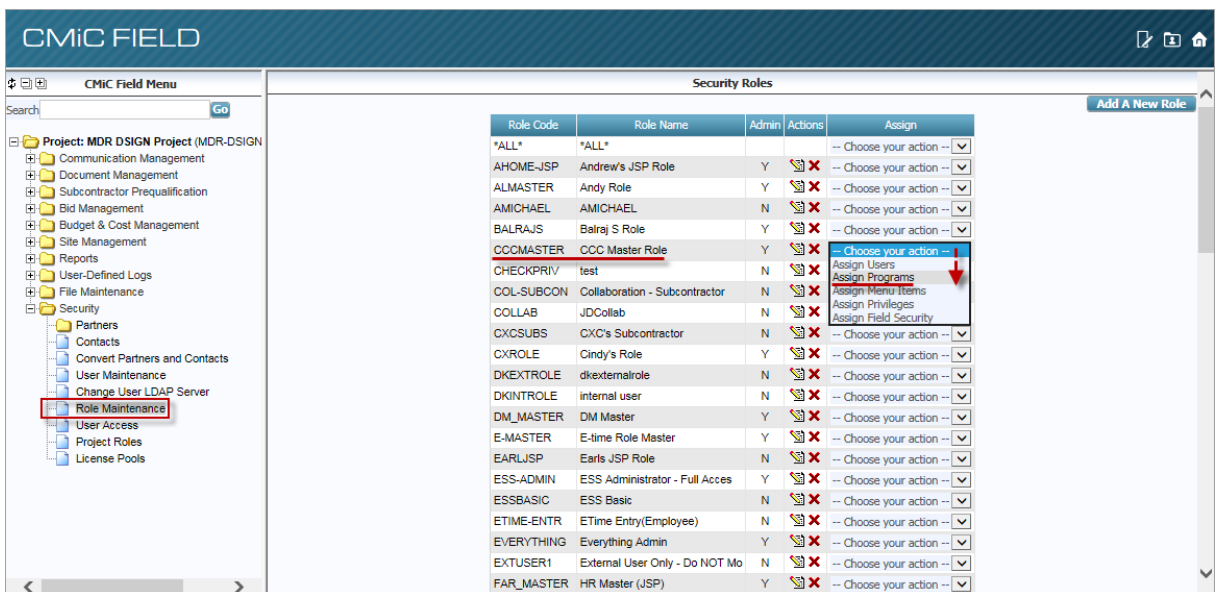 CMiC FIELD
CMiC Field Menu
Search Go
Project: MDR DSIGN Project (MDR-DSIGN
Communication Management
Document Management
Subcontractor Prequalification
Bid Management
Budget & Cost Management
Site Management
Reports
User-Defined Logs
File Maintenance
Security
Partners
Contacts
Convert Partners and Contacts
User Maintenance
Change User LDAP Server
Role Maintenance
User Access
Project Roles
License Pools
Security Roles
Add A New Role
Role Code Role Name Admin Actions Assign
*ALL* *ALL* -- Choose your action --
AHOME-JSP Andrew's JSP Role Y -- Choose your action --
ALMASTER Andy Role Y -- Choose your action --
AMICHAEL AMICHAEL N -- Choose your action --
BALRAJS Balraj S Role Y -- Choose your action --
CCCMASTER CCC Master Role Y -- Choose your action --
Assign Users
Assign Programs
Assign Menu Items
Assign Privileges
Assign Field Security
CHECKPRIV test N
COL-SUBCON Collaboration - Subcontractor N
COLLAB JDCollab N
CXCSUBS CXC's Subcontractor N -- Choose your action --
CXROLE Cindy's Role Y -- Choose your action --
DKEXTROLE dkexternalrole N -- Choose your action --
DKINTROLE internal user N -- Choose your action --
DM_MASTER DM Master Y -- Choose your action --
E-MASTER E-time Role Master Y -- Choose your action --
EARLJSP Earls JSP Role N -- Choose your action --
ESS-ADMIN ESS Administrator - Full Acces Y -- Choose your action --
ESSBASIC ESS Basic N -- Choose your action --
ETIME-ENTR ETime Entry(Employee) N -- Choose your action --
EVERYTHING Everything Admin Y -- Choose your action --
EXTUSER1 External User Only - Do NOT Mo N -- Choose your action --
FAR_MASTER HR Master (JSP) Y -- Choose your action --